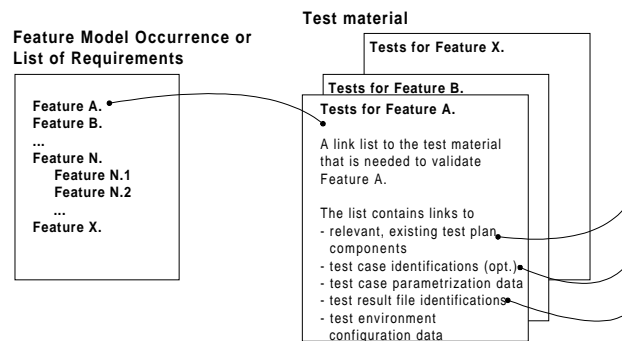 Feature Model Occurrence or
List of Requirements
Feature A.
Feature B.
...
Feature N.
Feature N.1
Feature N.2
...
Feature X.
Test material
Tests for Feature X.
Tests for Feature B.
Tests for Feature A.
A link list to the test material
that is needed to validate
Feature A.
The list contains links to
- relevant, existing test plan
components
- test case identifications (opt.)
- test case parametrization data
- test result file identifications
- test environment
configuration data